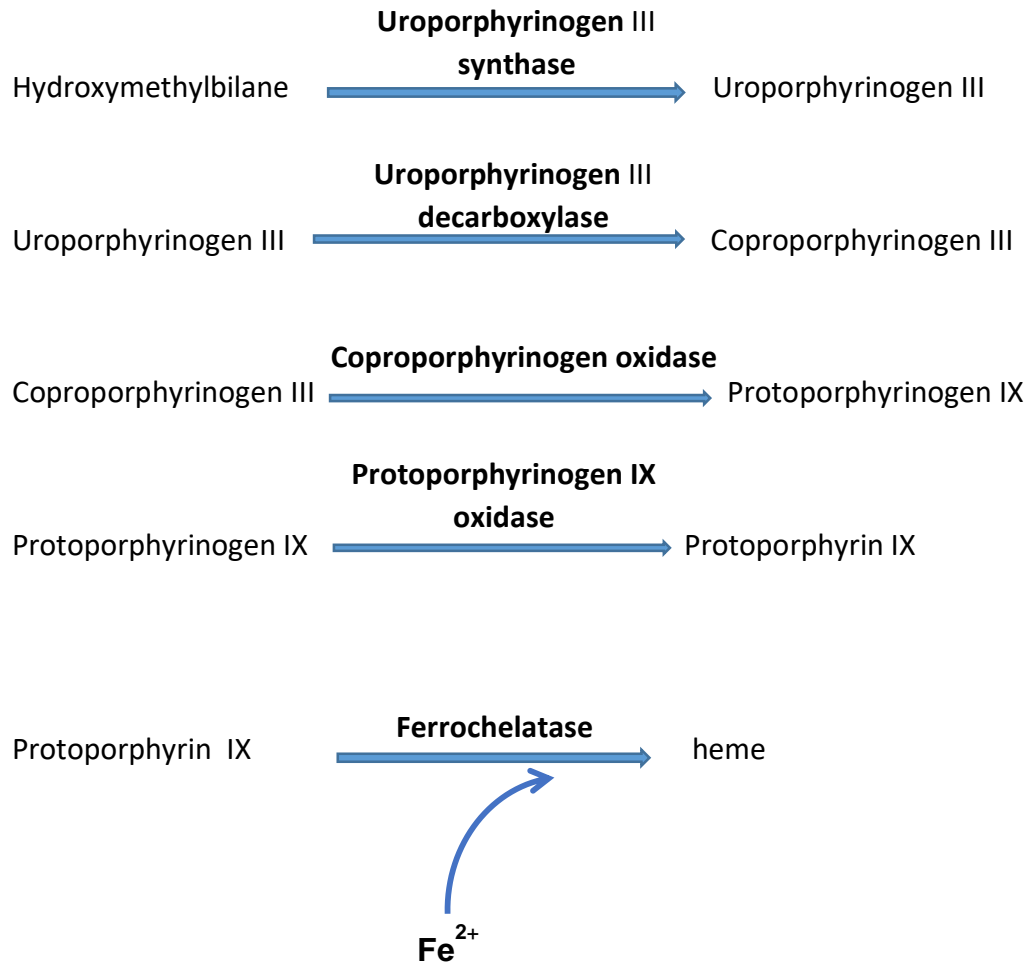 Uroporphyrinogen III
synthase
Hydroxymethylbilane Uroporphyrinogen III
Uroporphyrinogen III
decarboxylase
Uroporphyrinogen III Coproporphyrinogen III
Coproporphyrinogen oxidase
Coproporphyrinogen III Protoporphyrinogen IX
Protoporphyrinogen IX
oxidase
Protoporphyrinogen IX Protoporphyrin IX
Ferrochelatase
Protoporphyrin IX heme
Fe²⁺